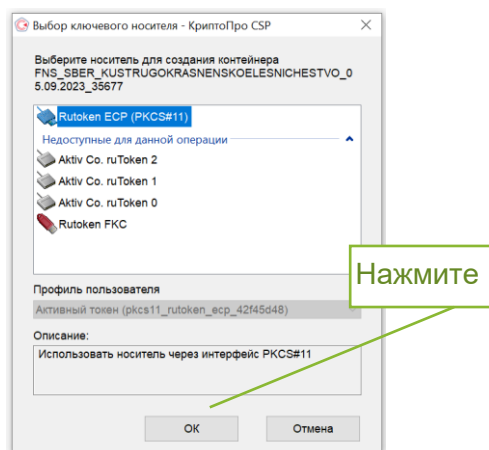 Выбор ключевого носителя - КриптоПро CSP
Выберите носитель для создания контейнера
FNS_SBER_KUSTRUGOKRASNENSKOELESNICHESTVO_0
5.09.2023_35677
Rutoken ECP (PKCS#11)
Недоступные для данной операции
Aktiv Co. ruToken 2
Aktiv Co. ruToken 1
Aktiv Co. ruToken 0
Rutoken FKC
Нажмите
Профиль пользователя
Активный токен (pkcs11_rutoken_ecp_42f45d48)
Описание:
Использовать носитель через интерфейс PKCS#11
ОК
Отмена